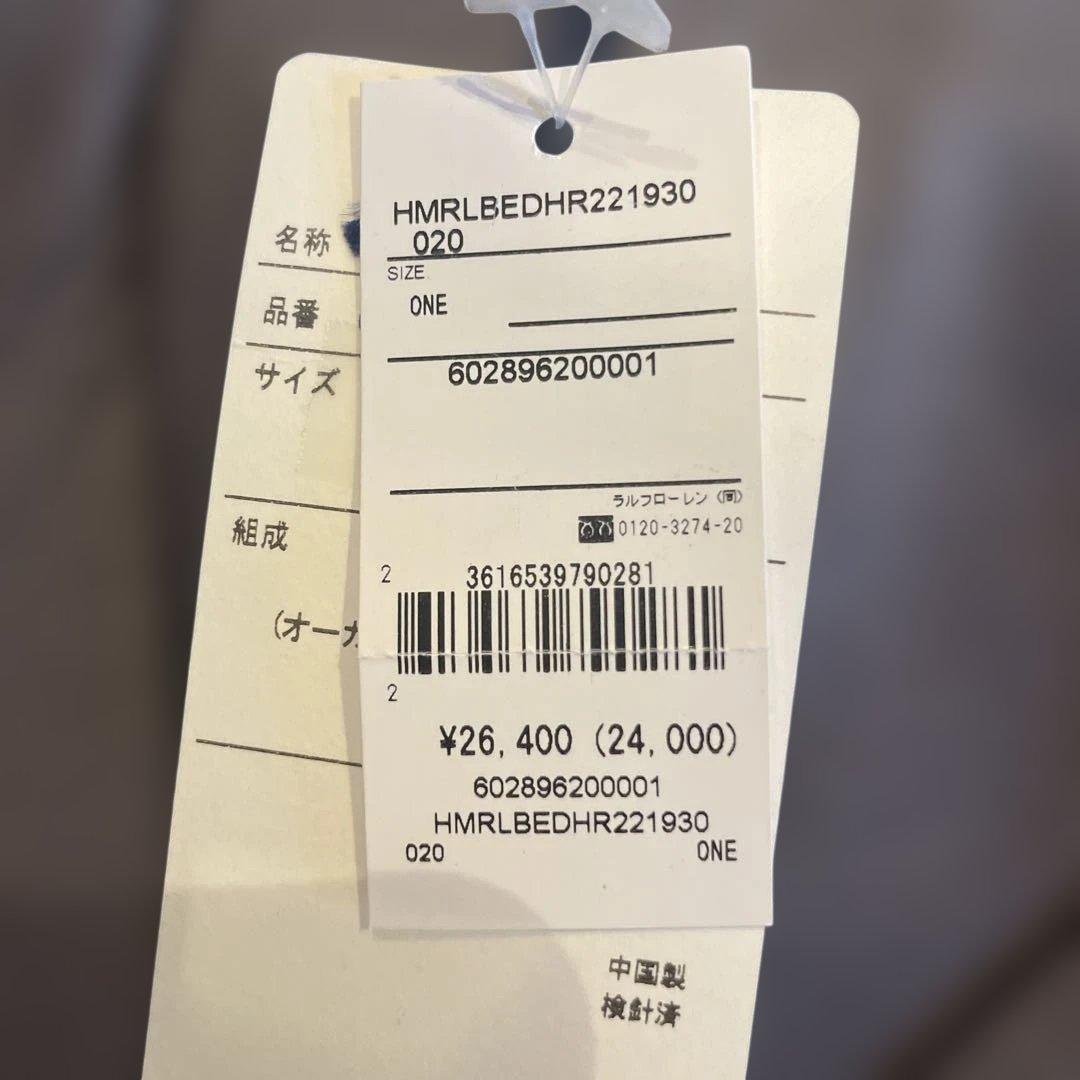 HMRLBEDHR221930
020
SIZE
ONE
602896200001
ラルフローレン (同)
0120-3274-20
2 3616539790281
2
¥26,400 (24,000)
602896200001
HMRLBEDHR221930
020 ONE
名称
品番
サイズ
組成
(オーガ
中国製
検針済